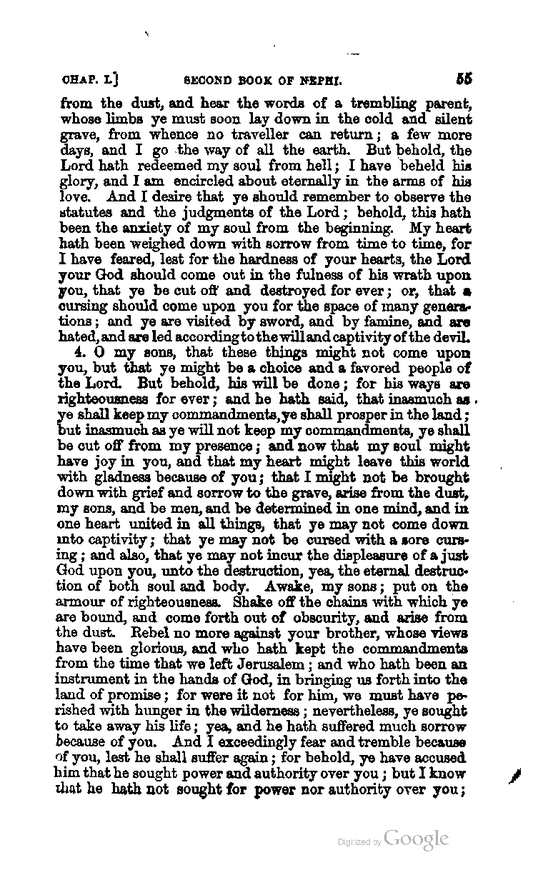 CHAP. I.] SECOND BOOK OF NEPHI. 55
from the dust, and hear the words of a trembling parent,
whose limbs ye must soon lay down in the cold and silent
grave, from whence no traveller can return; a few more
days, and I go the way of all the earth. But behold, the
Lord hath redeemed my soul from hell; I have beheld his
glory, and I am encircled about eternally in the arms of his
love. And I desire that ye should remember to observe the
statutes and the judgments of the Lord; behold, this hath
been the anxiety of my soul from the beginning. My heart
hath been weighed down with sorrow from time to time, for
I have feared, lest for the hardness of your hearts, the Lord
your God should come out in the fulness of his wrath upon
you, that ye be cut off and destroyed for ever; or, that a
cursing should come upon you for the space of many genera-
tions; and ye are visited by sword, and by famine, and are
hated, and are led according to the will and captivity of the devil.
4. O my sons, that these things might not come upon
you, but that ye might be a choice and a favored people of
the Lord. But behold, his will be done; for his ways are
righteousness for ever; and he hath said, that inasmuch as
ye shall keep my commandments, ye shall prosper in the land;
but inasmuch as ye will not keep my commandments, ye shall
be cut off from my presence; and now that my soul might
have joy in you, and that my heart might leave this world
with gladness because of you; that I might not be brought
down with grief and sorrow to the grave, arise from the dust,
my sons, and be men, and be determined in one mind, and in
one heart united in all things, that ye may not come down
into captivity; that ye may not be cursed with a sore curs-
ing; and also, that ye may not incur the displeasure of a just
God upon you, unto the destruction, yea, the eternal destruc-
tion of both soul and body. Awake, my sons; put on the
armour of righteousness. Shake off the chains with which ye
are bound, and come forth out of obscurity, and arise from
the dust. Rebel no more against your brother, whose views
have been glorious, and who hath kept the commandments
from the time that we left Jerusalem; and who hath been an
instrument in the hands of God, in bringing us forth into the
land of promise; for were it not for him, we must have pe-
rished with hunger in the wilderness; nevertheless, ye sought
to take away his life; yea, and he hath suffered much sorrow
because of you. And I exceedingly fear and tremble because
of you, lest he shall suffer again; for behold, ye have accused
him that he sought power and authority over you; but I know
that he hath not sought for power nor authority over you;
Digitized by Google